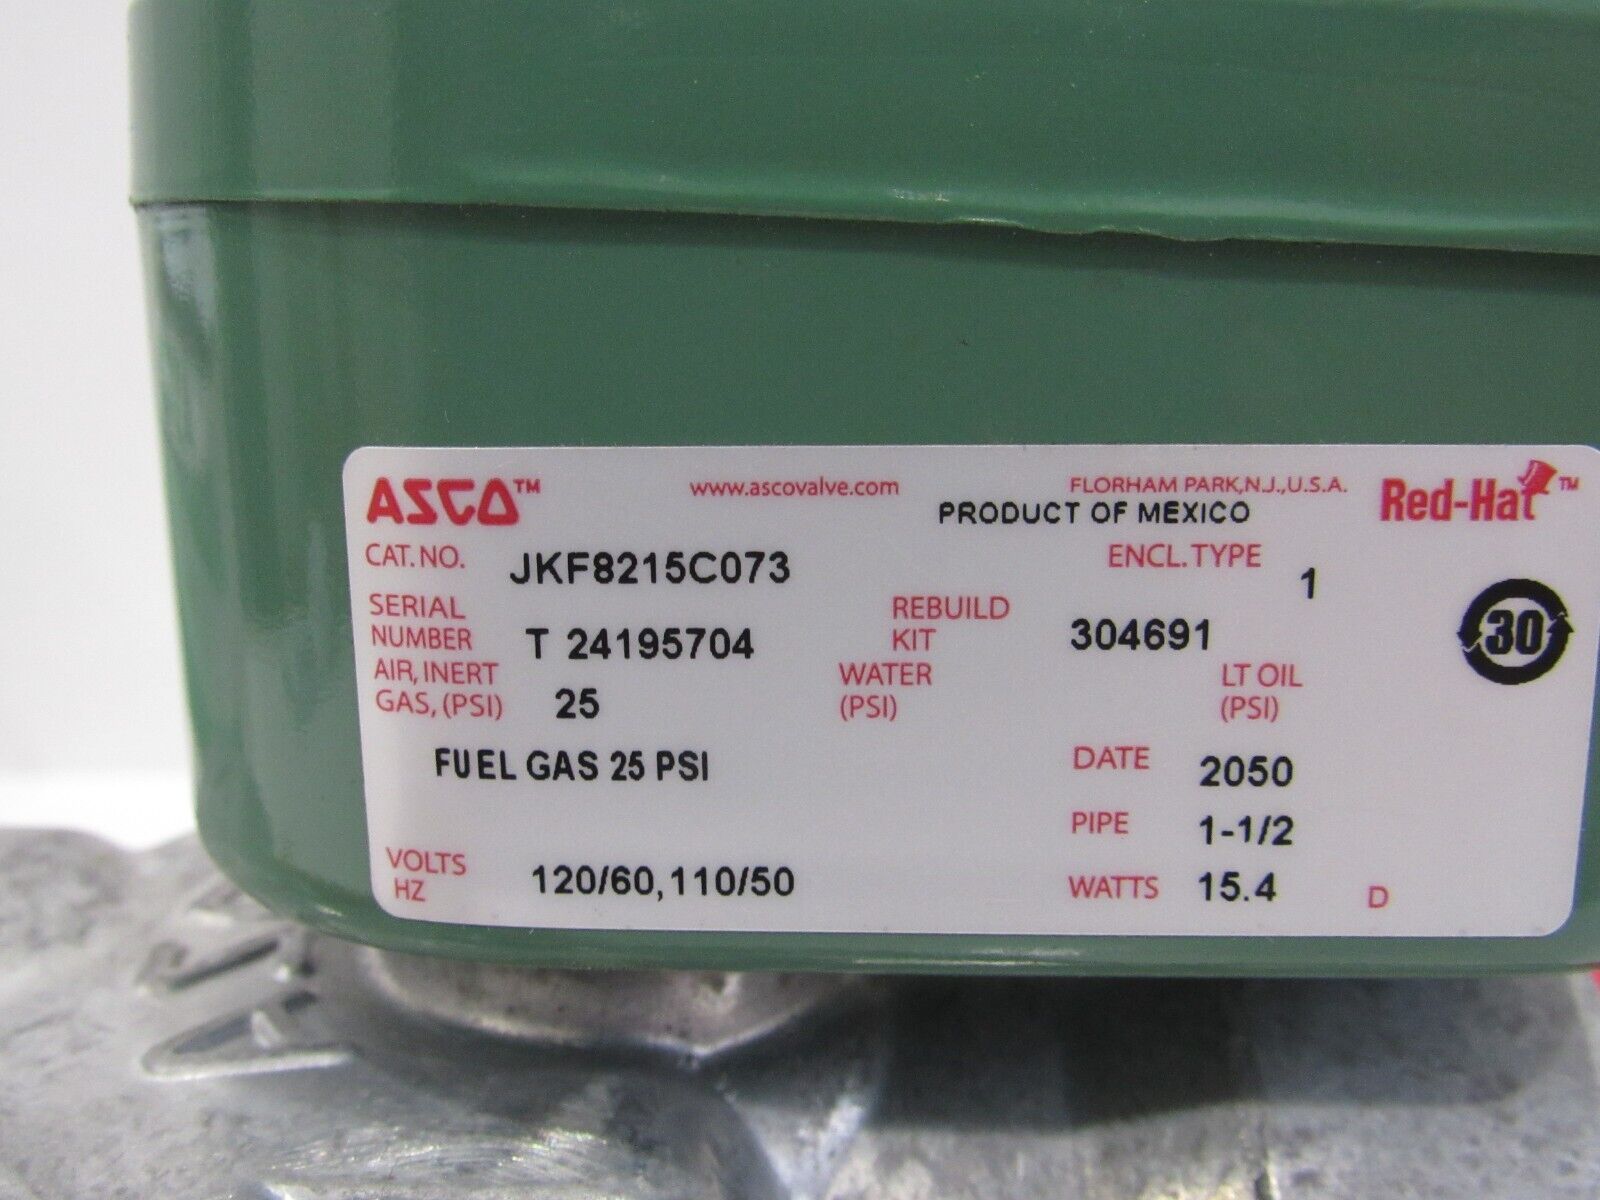 ASCO™ www.ascovalve.com FLORHAM PARK,N.J.,U.S.A. Red-Hat™
PRODUCT OF MEXICO
CAT. NO. JKF8215C073 ENCL. TYPE 1
SERIAL NUMBER T 24195704 REBUILD KIT 304691 30
AIR, INERT GAS, (PSI) 25 WATER (PSI) LT OIL (PSI)
FUEL GAS 25 PSI DATE 2050
PIPE 1-1/2
VOLTS HZ 120/60, 110/50 WATTS 15.4 D